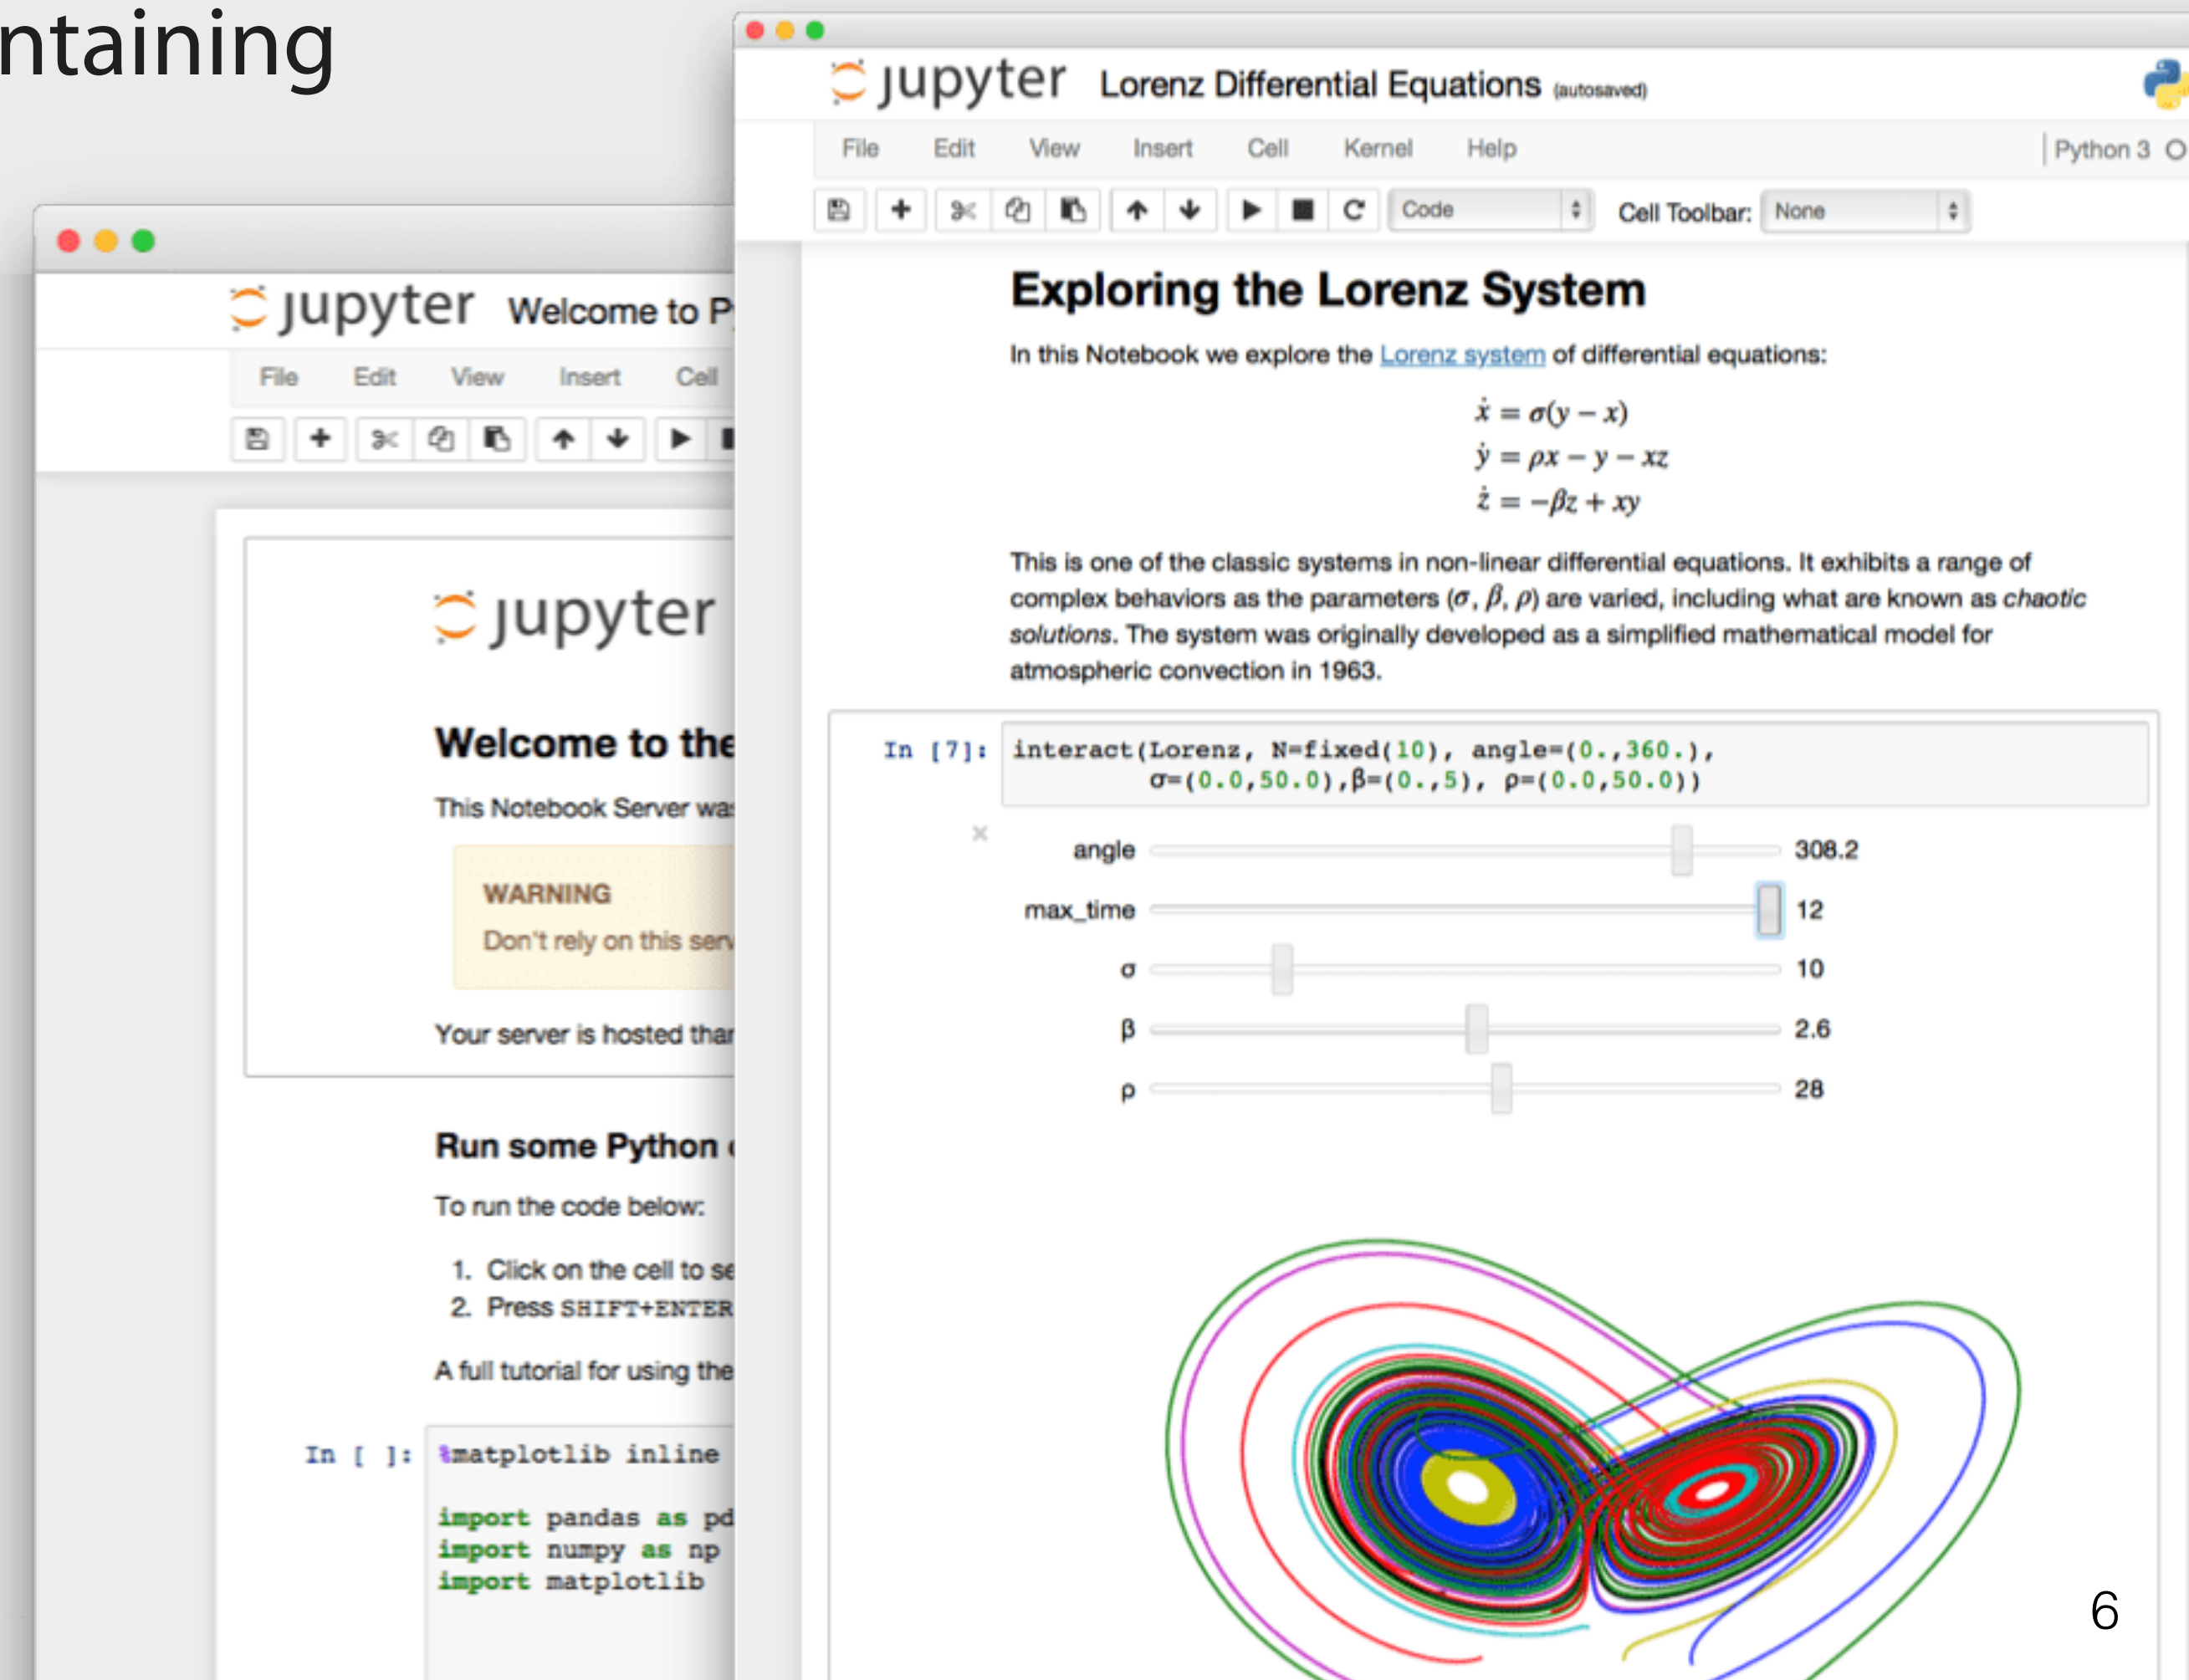 ntaining
jupyter Welcome to P
File Edit View Insert Cell
jupyter
Welcome to the
This Notebook Server was
WARNING
Don't rely on this serv
Your server is hosted than
Run some Python
To run the code below:
1. Click on the cell to se
2. Press SHIFT+ENTER
A full tutorial for using the
In [ ]: %matplotlib inline
import pandas as pd
import numpy as np
import matplotlib
jupyter Lorenz Differential Equations (autosaved)
File Edit View Insert Cell Kernel Help Python 3
Code Cell Toolbar: None
Exploring the Lorenz System
In this Notebook we explore the Lorenz system of differential equations:
ẋ = σ(y − x)
ẏ = ρx − y − xz
ż = −βz + xy
This is one of the classic systems in non-linear differential equations. It exhibits a range of
complex behaviors as the parameters (σ, β, ρ) are varied, including what are known as chaotic
solutions. The system was originally developed as a simplified mathematical model for
atmospheric convection in 1963.
In [7]: interact(Lorenz, N=fixed(10), angle=(0.,360.),
σ=(0.0,50.0),β=(0.,5), ρ=(0.0,50.0))
angle 308.2
max_time 12
σ 10
β 2.6
ρ 28
6